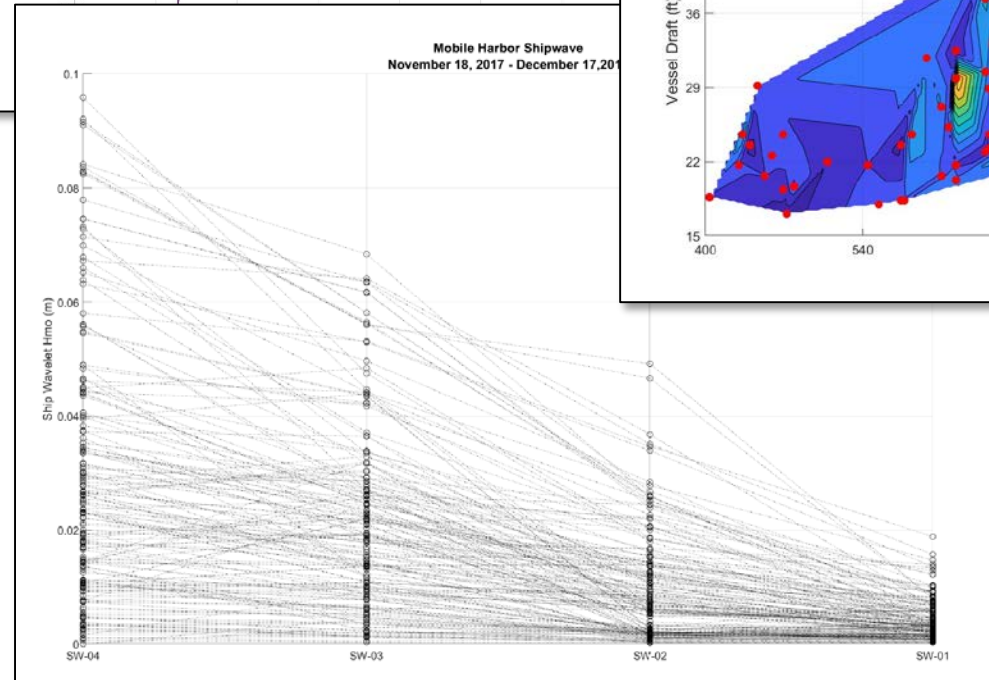 Mobile Harbor Shipwave
November 18, 2017 - December 17,201
Ship Wavelet Hmo (m)
0.1
0.08
0.06
0.04
0.02
0
SW-04
SW-03
SW-02
SW-01
Vessel Draft (ft)
36
29
22
15
400
540